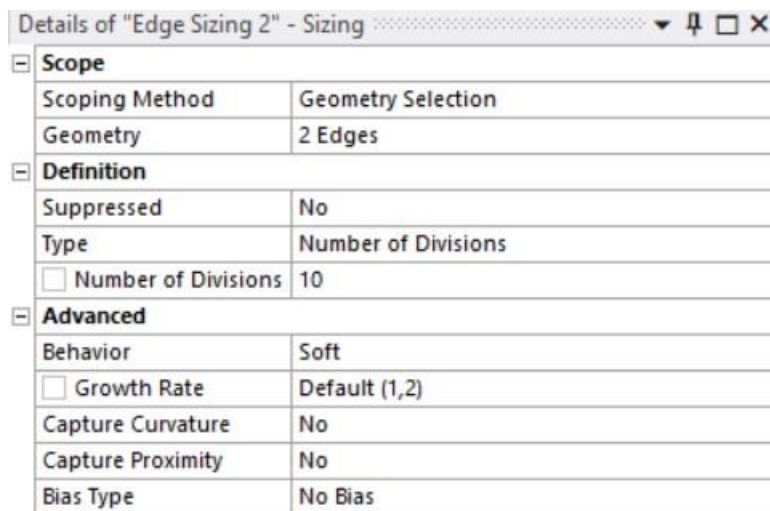 Details of "Edge Sizing 2" - Sizing
Scope
Scoping Method Geometry Selection
Geometry 2 Edges
Definition
Suppressed No
Type Number of Divisions
Number of Divisions 10
Advanced
Behavior Soft
Growth Rate Default (1,2)
Capture Curvature No
Capture Proximity No
Bias Type No Bias